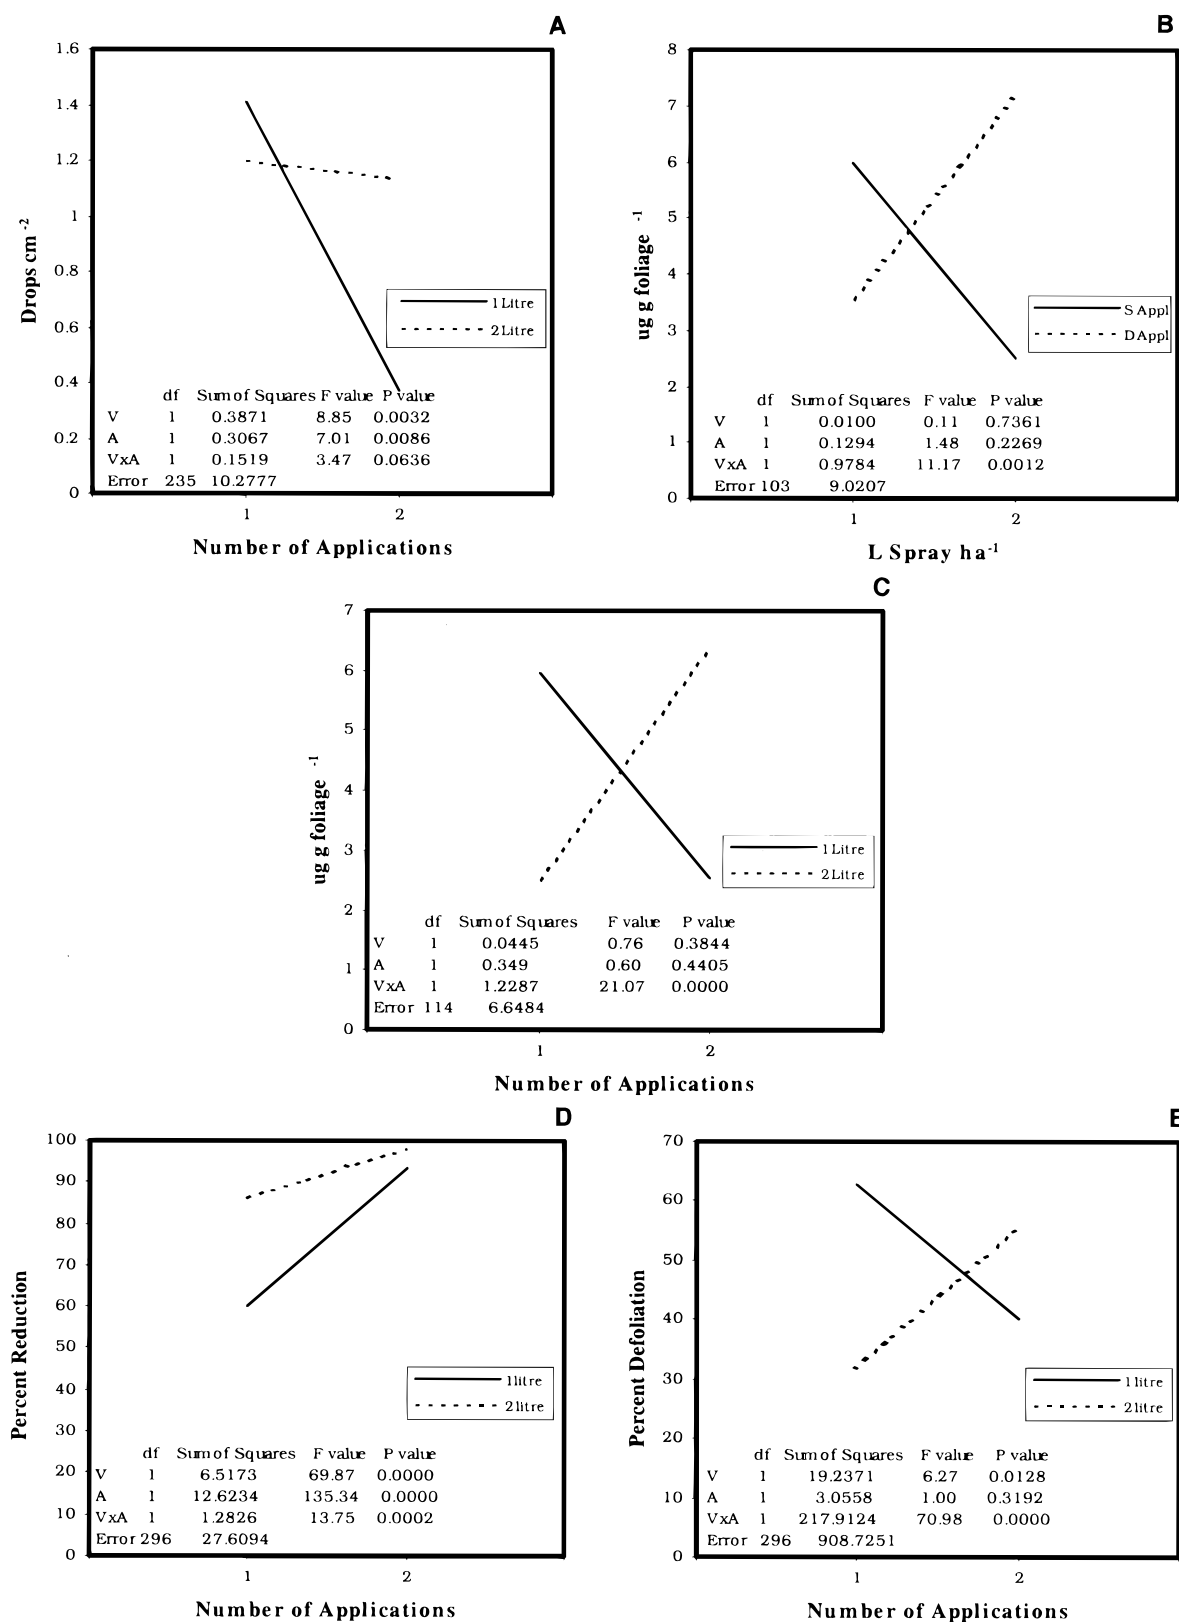 A
1.6
1.4
1.2
1
0.8
0.6
0.4
0.2
0
Drops cm -2
1 Litre
2 Litre
df Sum of Squares F value P value
V 1 0.3871 8.85 0.0032
A 1 0.3067 7.01 0.0086
VxA 1 0.1519 3.47 0.0636
Error 235 10.2777
1 2
Number of Applications
B
8
7
6
5
4
3
2
1
0
ug g foliage -1
S Appl
D Appl
df Sum of Squares F value P value
V 1 0.0100 0.11 0.7361
A 1 0.1294 1.48 0.2269
VxA 1 0.9784 11.17 0.0012
Error 103 9.0207
1 2
L Spray ha-1
C
7
6
5
4
3
2
1
0
ug g foliage -1
1 Litre
2 Litre
df Sum of Squares F value P value
V 1 0.0445 0.76 0.3844
A 1 0.349 0.60 0.4405
VxA 1 1.2287 21.07 0.0000
Error 114 6.6484
1 2
Number of Applications
D
100
90
80
70
60
50
40
30
20
10
0
Percent Reduction
1 litre
2 litre
df Sum of Squares F value P value
V 1 6.5173 69.87 0.0000
A 1 12.6234 135.34 0.0000
VxA 1 1.2826 13.75 0.0002
Error 296 27.6094
1 2
Number of Applications
E
70
60
50
40
30
20
10
0
Percent Defoliation
1 litre
2 litre
df Sum of Squares F value P value
V 1 19.2371 6.27 0.0128
A 1 3.0558 1.00 0.3192
VxA 1 217.9124 70.98 0.0000
Error 296 908.7251
1 2
Number of Applications